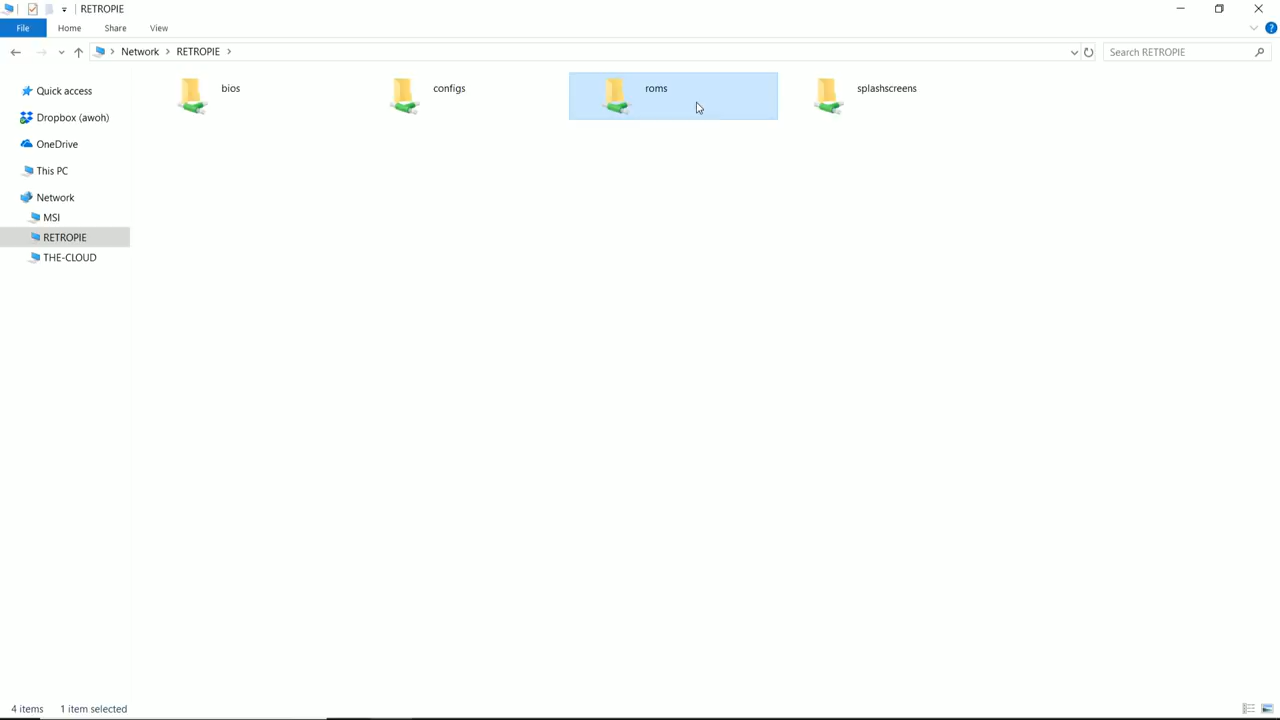 RETROPIE
File Home Share View
Network RETROPIE Search RETROPIE
Quick access
Dropbox (awoh)
OneDrive
This PC
Network
MSI
RETROPIE
THE-CLOUD
bios configs roms splashscreens
4 items 1 item selected